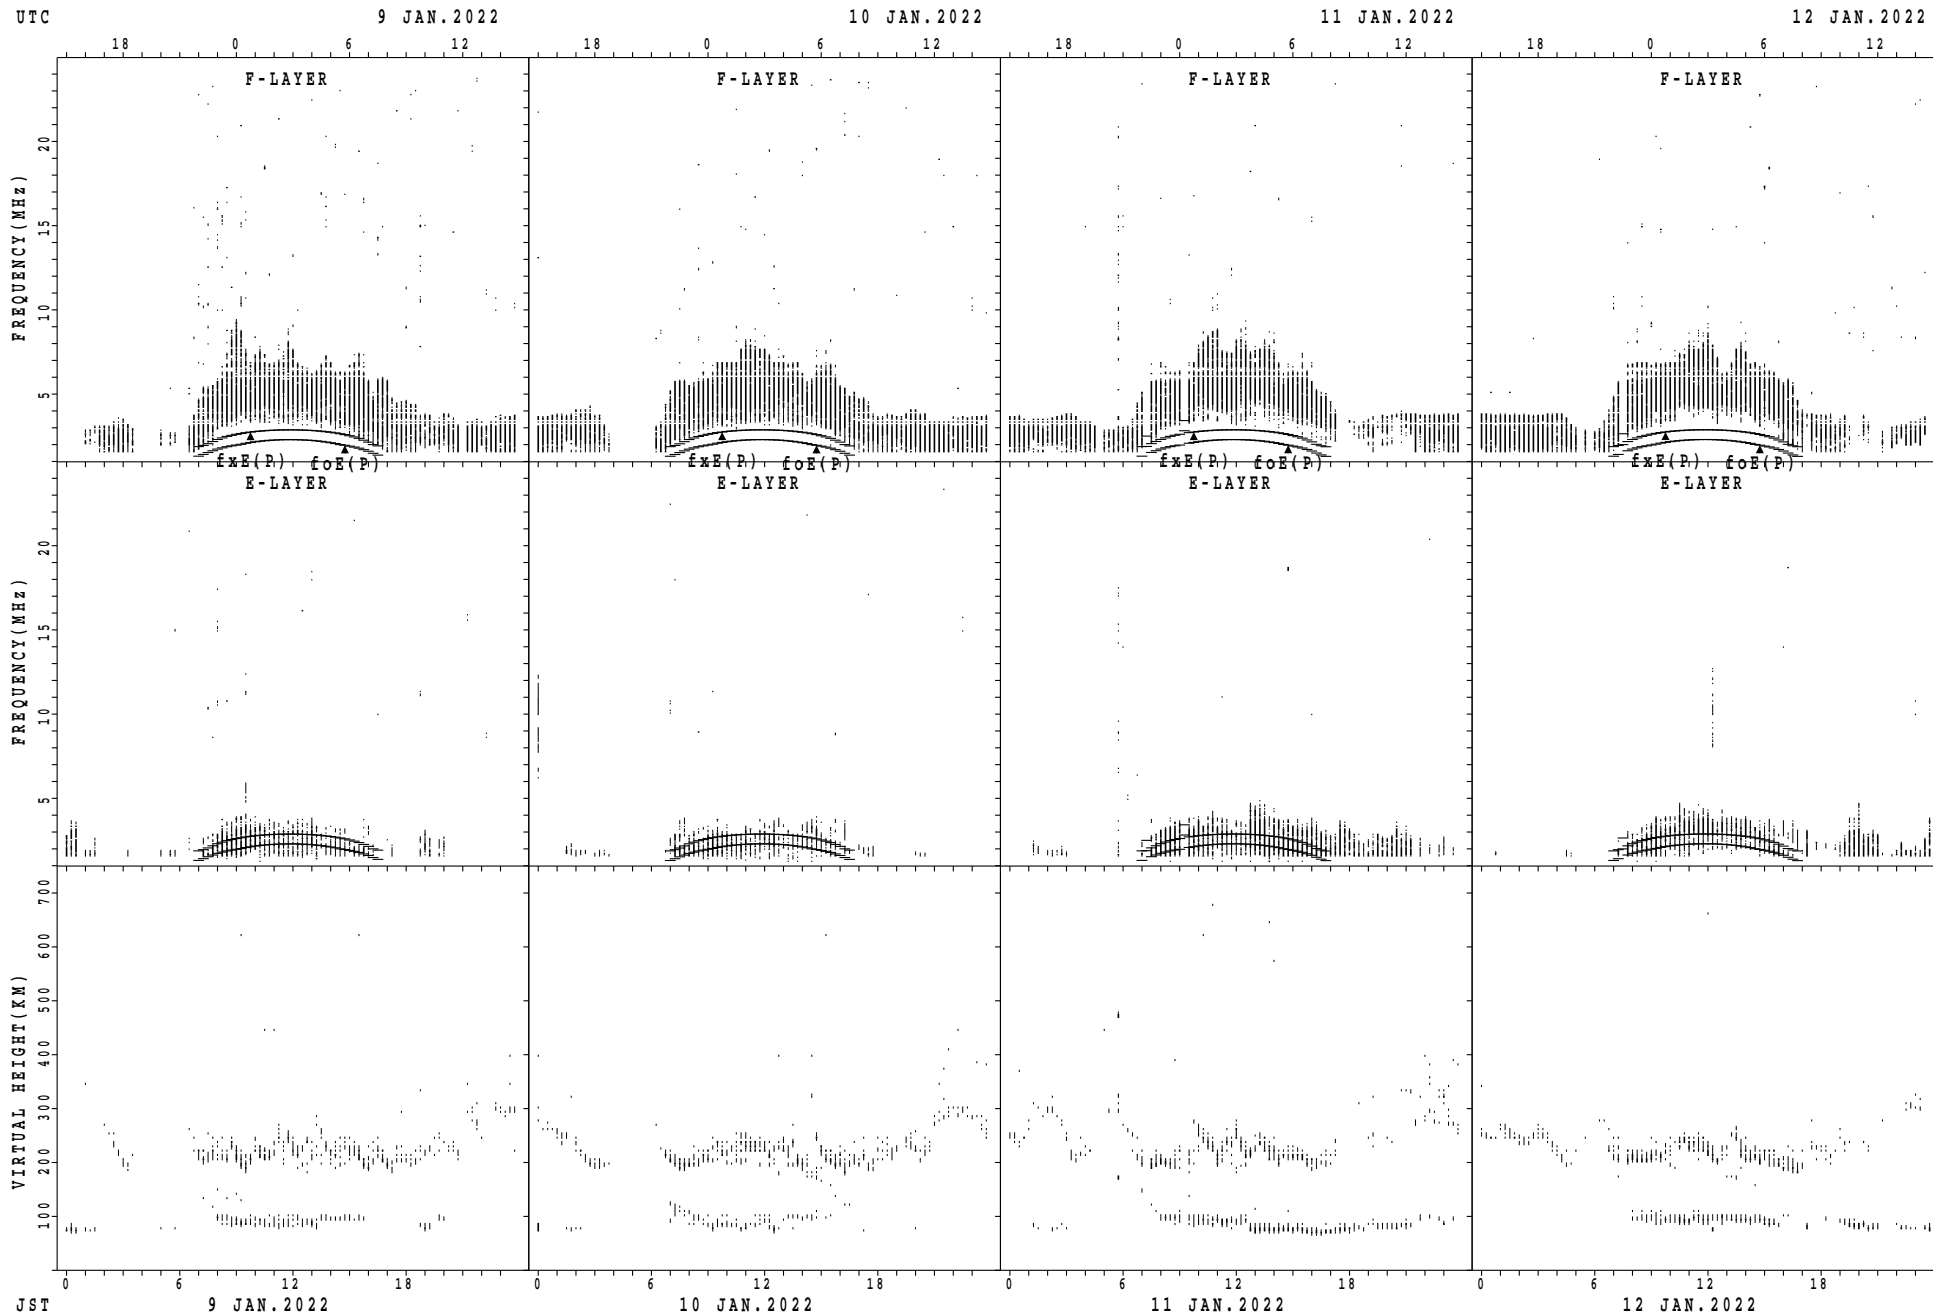 UTC 9 JAN.2022 10 JAN.2022 11 JAN.2022 12 JAN.2022
18 0 6 12 18 0 6 12 18 0 6 12 18 0 6 12
F-LAYER F-LAYER F-LAYER F-LAYER
FREQUENCY(MHz)
20
15
10
5
fxE(P) foE(P) fxE(P) foE(P) fxE(P) foE(P) fxE(P) foE(P)
E-LAYER E-LAYER E-LAYER E-LAYER
FREQUENCY(MHz)
20
15
10
5
VIRTUAL HEIGHT(KM)
700
600
500
400
300
200
100
0 6 12 18 0 6 12 18 0 6 12 18 0 6 12 18
JST 9 JAN.2022 10 JAN.2022 11 JAN.2022 12 JAN.2022